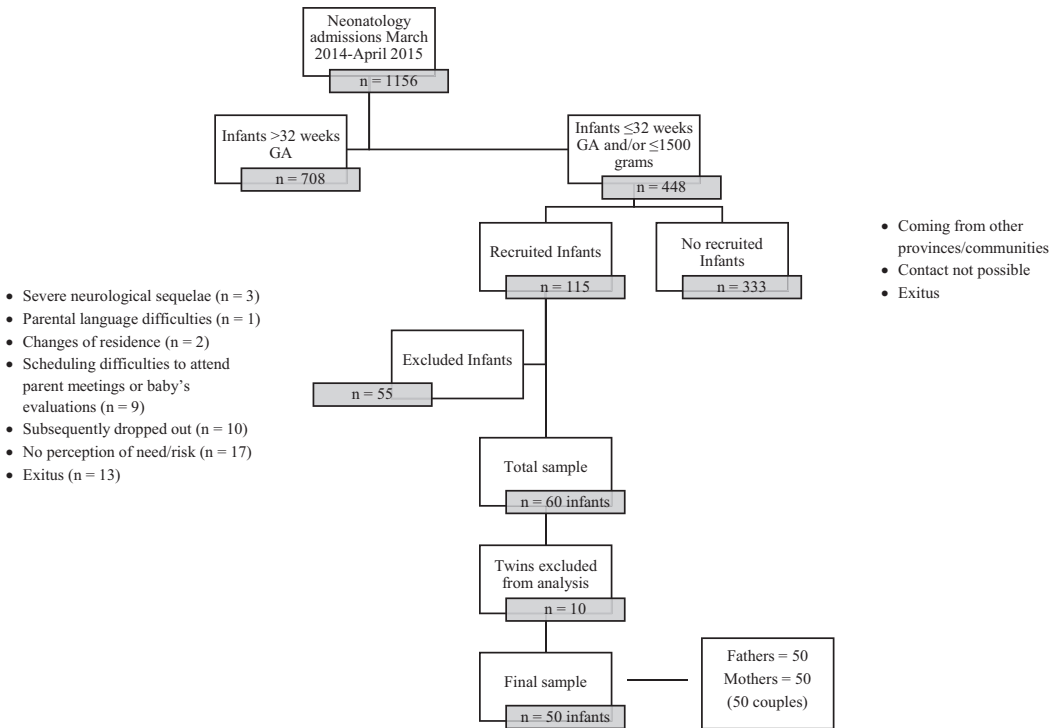 Neonatology
admissions March
2014-April 2015
n = 1156
Infants >32 weeks
GA
n = 708
Infants ≤32 weeks
GA and/or ≤1500
grams
n = 448
Recruited Infants
n = 115
No recruited
Infants
n = 333
• Coming from other
provinces/communities
• Contact not possible
• Exitus
• Severe neurological sequelae (n = 3)
• Parental language difficulties (n = 1)
• Changes of residence (n = 2)
• Scheduling difficulties to attend
parent meetings or baby’s
evaluations (n = 9)
• Subsequently dropped out (n = 10)
• No perception of need/risk (n = 17)
• Exitus (n = 13)
Excluded Infants
n = 55
Total sample
n = 60 infants
Twins excluded
from analysis
n = 10
Final sample
n = 50 infants
Fathers = 50
Mothers = 50
(50 couples)